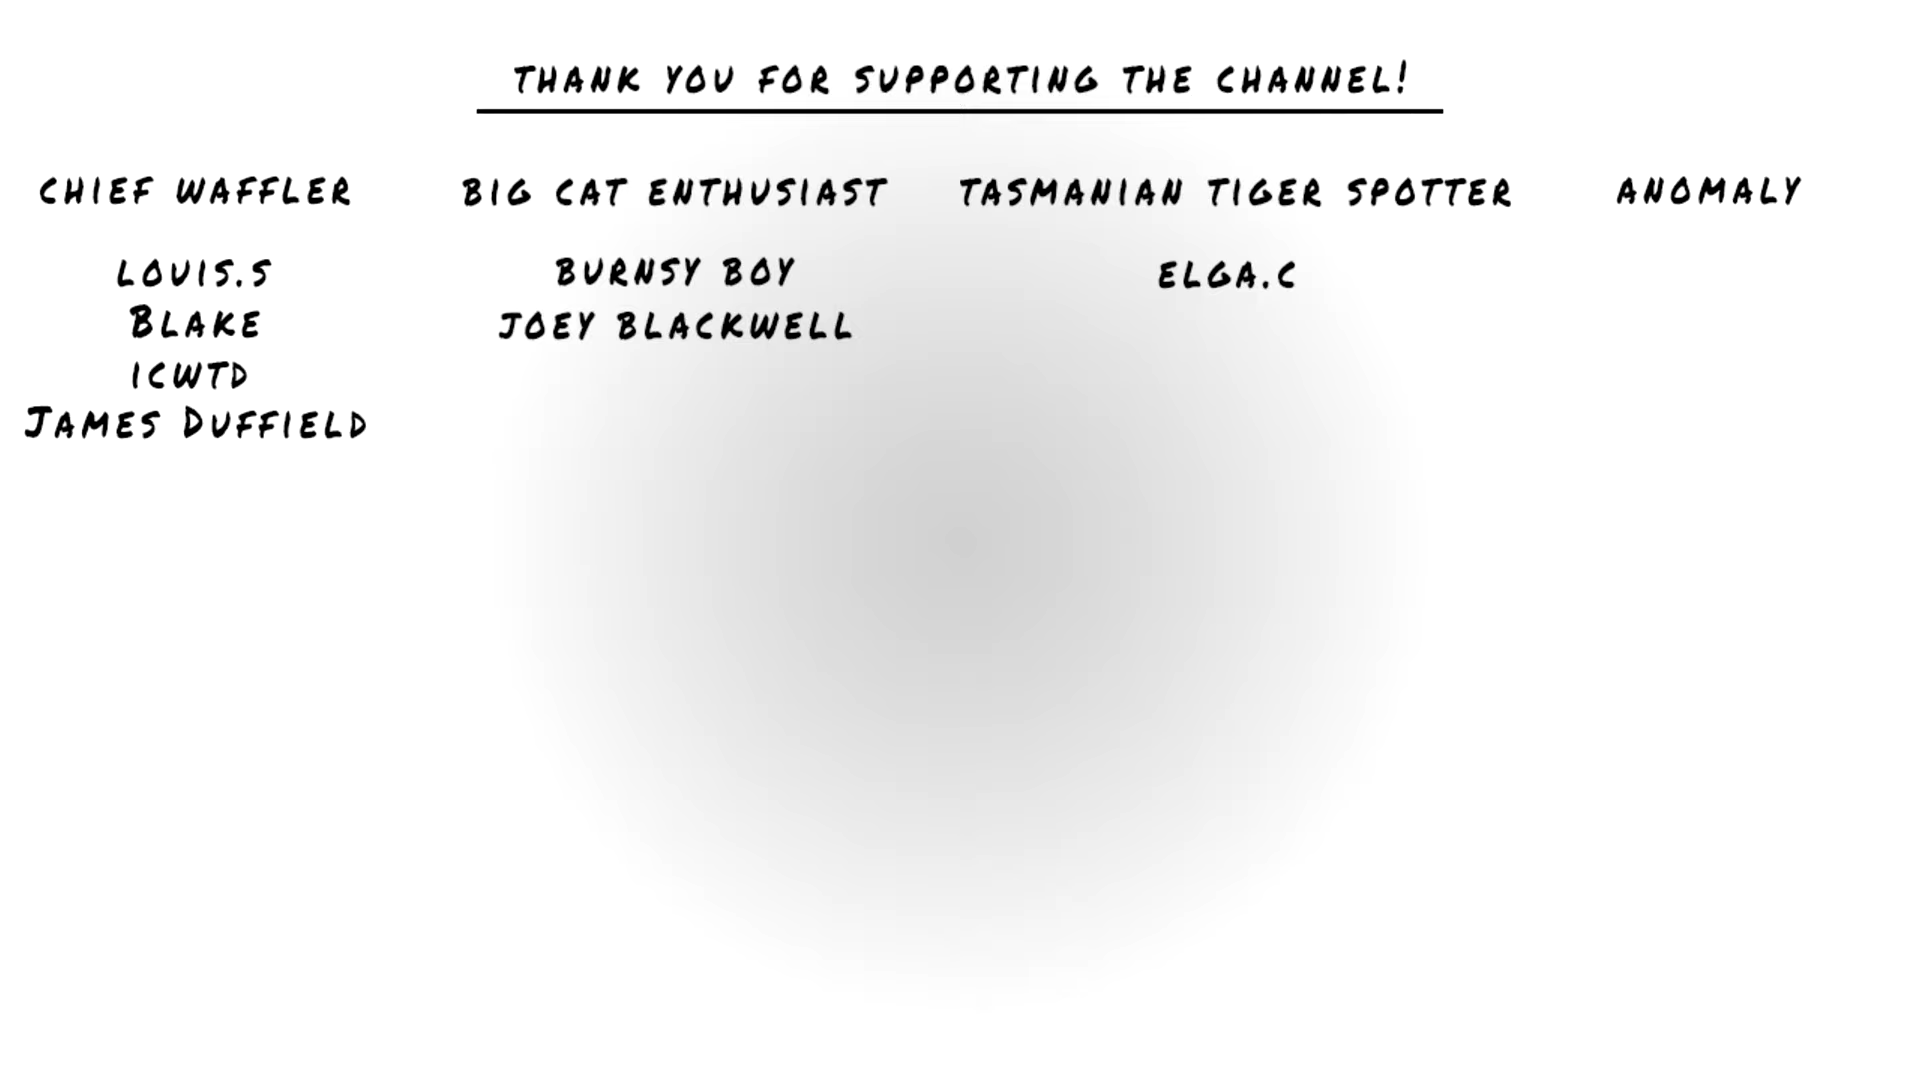 THANK YOU FOR SUPPORTING THE CHANNEL!
CHIEF WAFFLER
LOUIS.S
BLAKE
ICWTD
JAMES DUFFIELD
BIG CAT ENTHUSIAST
BURNSY BOY
JOEY BLACKWELL
TASMANIAN TIGER SPOTTER
ELGA.C
ANOMALY